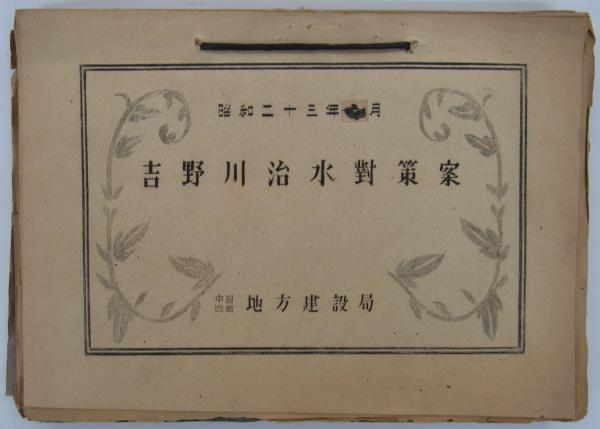 昭和二十三年月
吉野川治水對策案
中國四國地方建設局